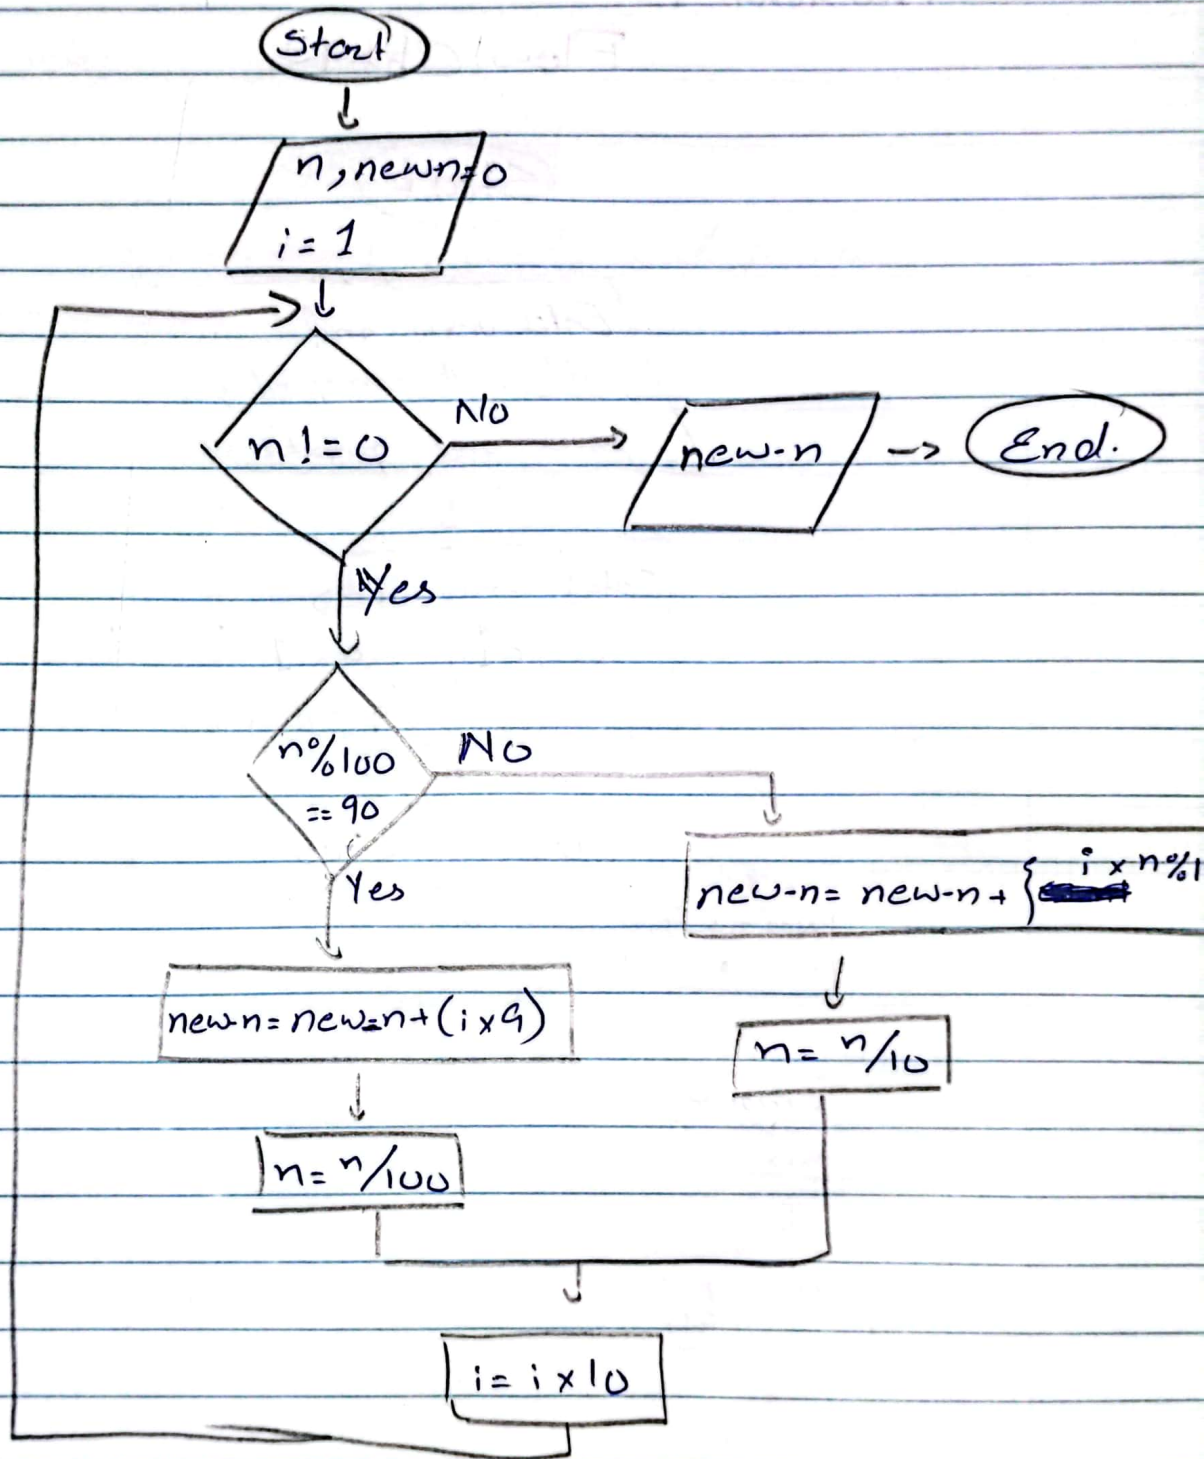 Start
n, new-n=0
i = 1
n != 0
No
new-n
End.
Yes
n%100
== 90
No
Yes
new-n = new-n + { i x n%1
new-n = new-n + (i x 9)
n = n/10
n = n/100
i = i x 10